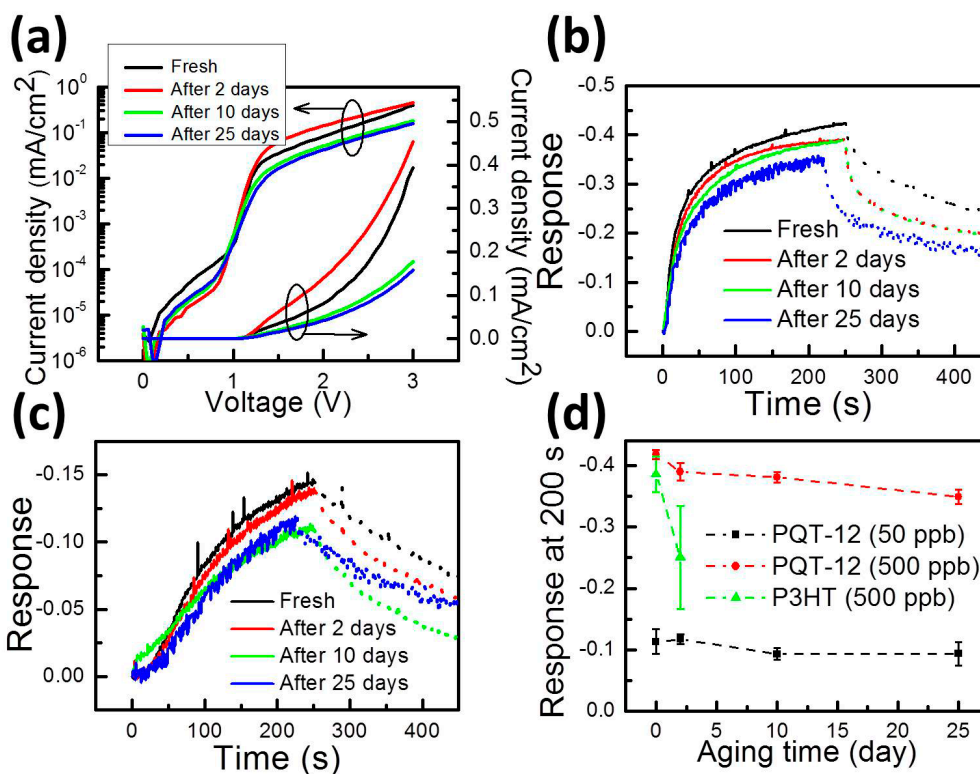 (a)
Fresh
After 2 days
After 10 days
After 25 days
Current density (mA/cm²)
10⁰
10⁻¹
10⁻²
10⁻³
10⁻⁴
10⁻⁵
10⁻⁶
0 1 2 3
Voltage (V)
0.5
0.4
0.3
0.2
0.1
0.0
Current density (mA/cm²)
(b)
Response
-0.5
-0.4
-0.3
-0.2
-0.1
0.0
Fresh
After 2 days
After 10 days
After 25 days
0 100 200 300 400
Time (s)
(c)
Response
-0.15
-0.10
-0.05
0.00
Fresh
After 2 days
After 10 days
After 25 days
0 100 200 300 400
Time (s)
(d)
Response at 200 s
-0.4
-0.3
-0.2
-0.1
0.0
PQT-12 (50 ppb)
PQT-12 (500 ppb)
P3HT (500 ppb)
0 5 10 15 20 25
Aging time (day)